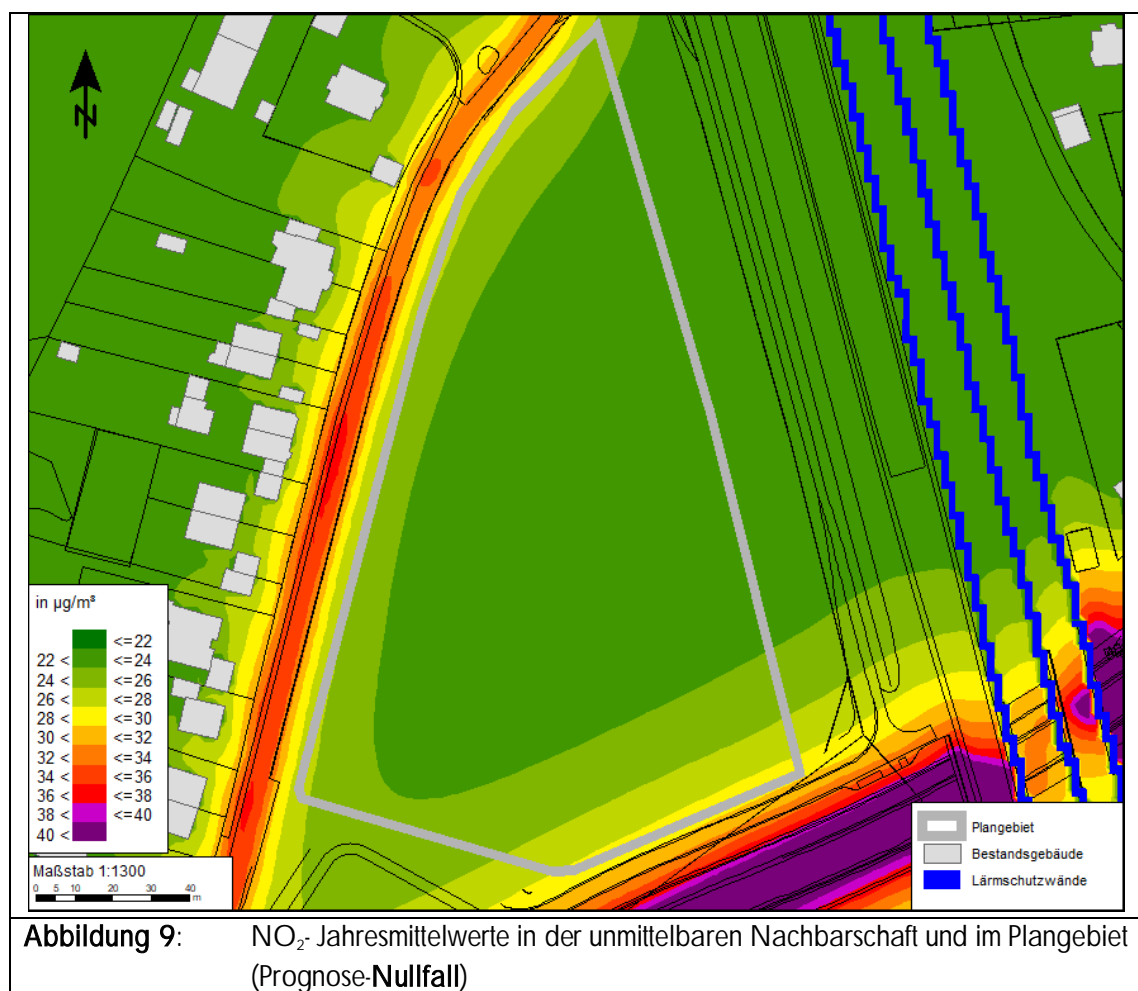 N
in µg/m³
<=22
22 < <=24
24 < <=26
26 < <=28
28 < <=30
30 < <=32
32 < <=34
34 < <=36
36 < <=38
38 < <=40
40 <
Maßstab 1:1300
0 5 10 20 30 40
m
Plangebiet
Bestandsgebäude
Lärmschutzwände
Abbildung 9: NO₂- Jahresmittelwerte in der unmittelbaren Nachbarschaft und im Plangebiet
(Prognose-Nullfall)